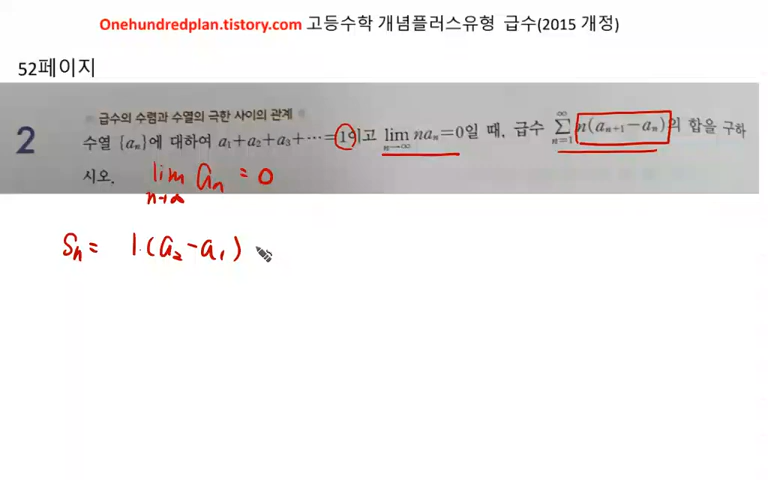 Onehundredplan.tistory.com 고등수학 개념플러스유형 급수(2015 개정)
52페이지
급수의 수렴과 수열의 극한 사이의 관계
2 수열 {aₙ}에 대하여 a₁+a₂+a₃+⋯=1이고 lim_{n→∞} naₙ=0일 때, 급수 ∑_{n=1}^{∞} n(aₙ₊₁−aₙ)의 합을 구하
시오. lim_{n→∞} aₙ = 0
Sₙ = 1·(a₂−a₁)